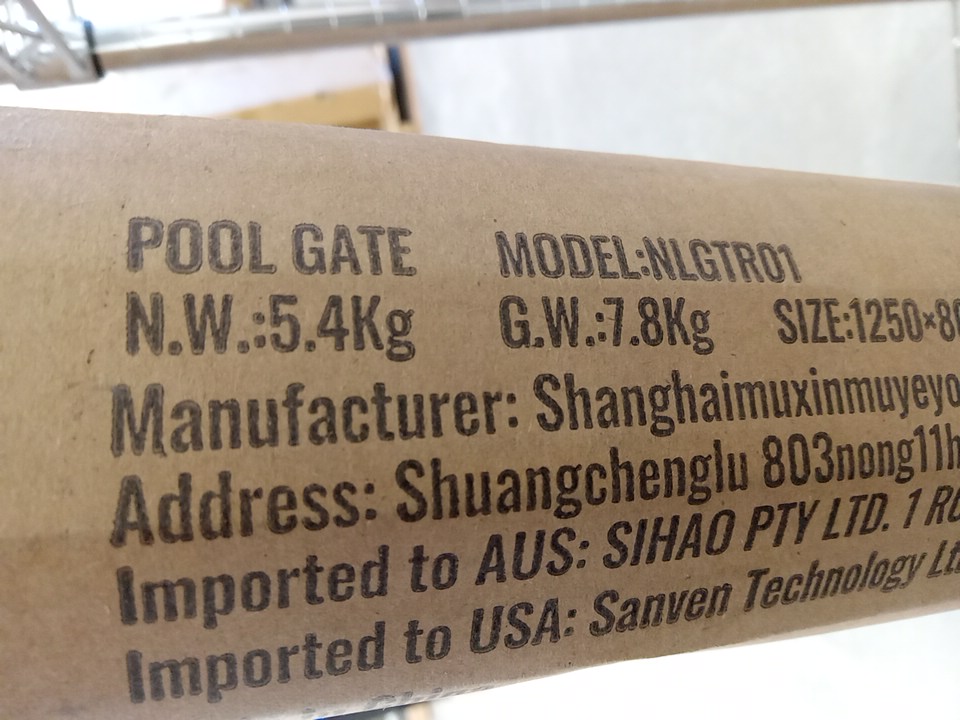 POOL GATE MODEL:NLGTR01
N.W.:5.4Kg G.W.:7.8Kg SIZE:1250×8
Manufacturer: Shanghaimuxinmuyeyo
Address: Shuangchenglu 803nong11h
Imported to AUS: SIHAO PTY LTD. 1 RO
Imported to USA: Sanven Technology Lt